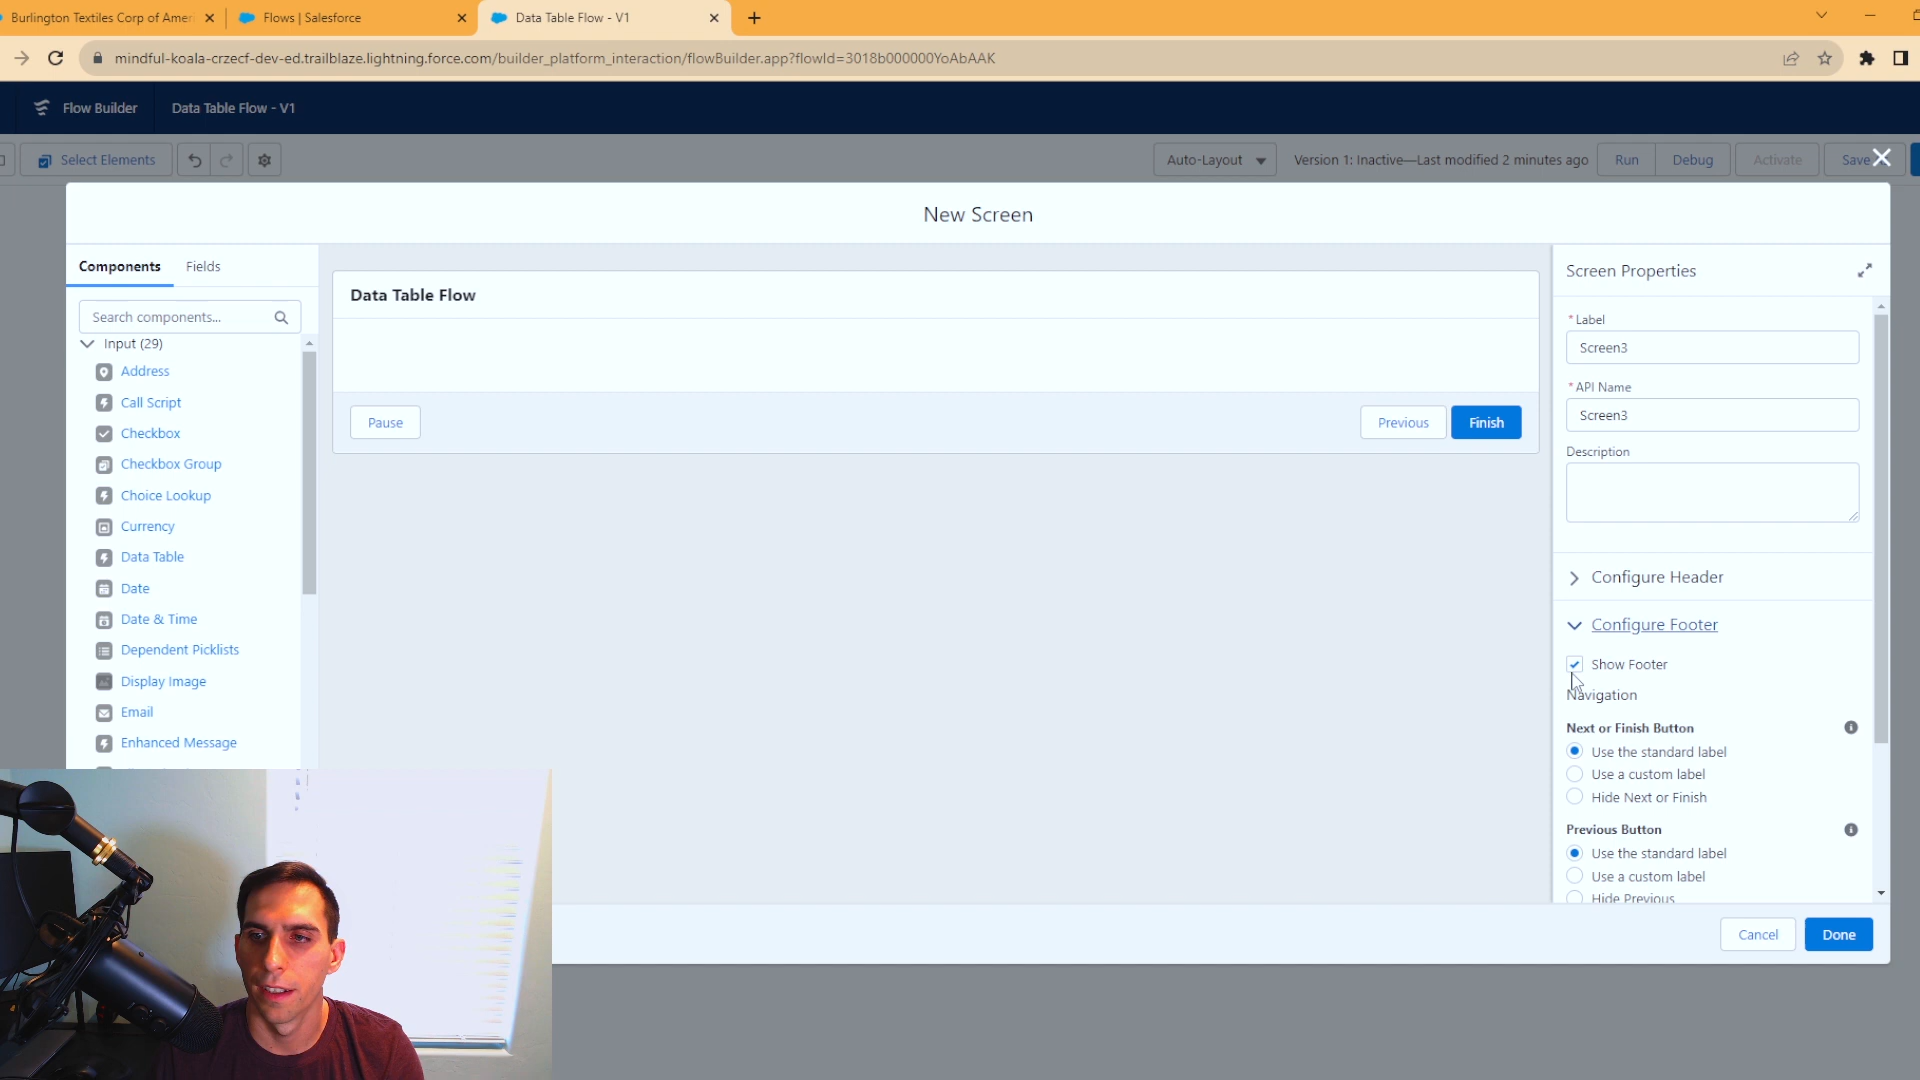 Burlington Textiles Corp of Amer
Flows | Salesforce
Data Table Flow - V1
mindful-koala-crzecf-dev-ed.trailblaze.lightning.force.com/builder_platform_interaction/flowBuilder.app?flowId=3018b000000YoAbAAK
Flow Builder
Data Table Flow - V1
Select Elements
Auto-Layout
Version 1: Inactive—Last modified 2 minutes ago
Run
Debug
Activate
Save
New Screen
Components
Fields
Search components...
Input (29)
Address
Call Script
Checkbox
Checkbox Group
Choice Lookup
Currency
Data Table
Date
Date & Time
Dependent Picklists
Display Image
Email
Enhanced Message
Data Table Flow
Pause
Previous
Finish
Screen Properties
* Label
Screen3
* API Name
Screen3
Description
Configure Header
Configure Footer
Show Footer
Navigation
Next or Finish Button
Use the standard label
Use a custom label
Hide Next or Finish
Previous Button
Use the standard label
Use a custom label
Hide Previous
Cancel
Done